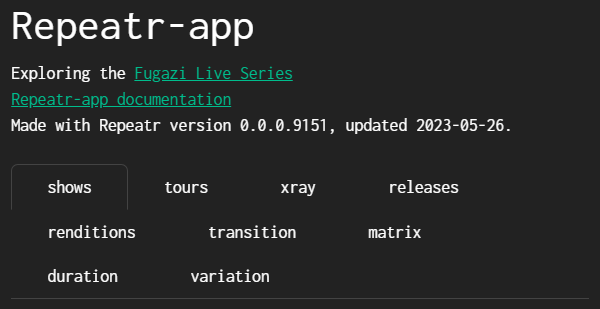 Repeatr-app
Exploring the Fugazi Live Series
Repeatr-app documentation
Made with Repeatr version 0.0.0.9151, updated 2023-05-26.
shows tours xray releases
renditions transition matrix
duration variation